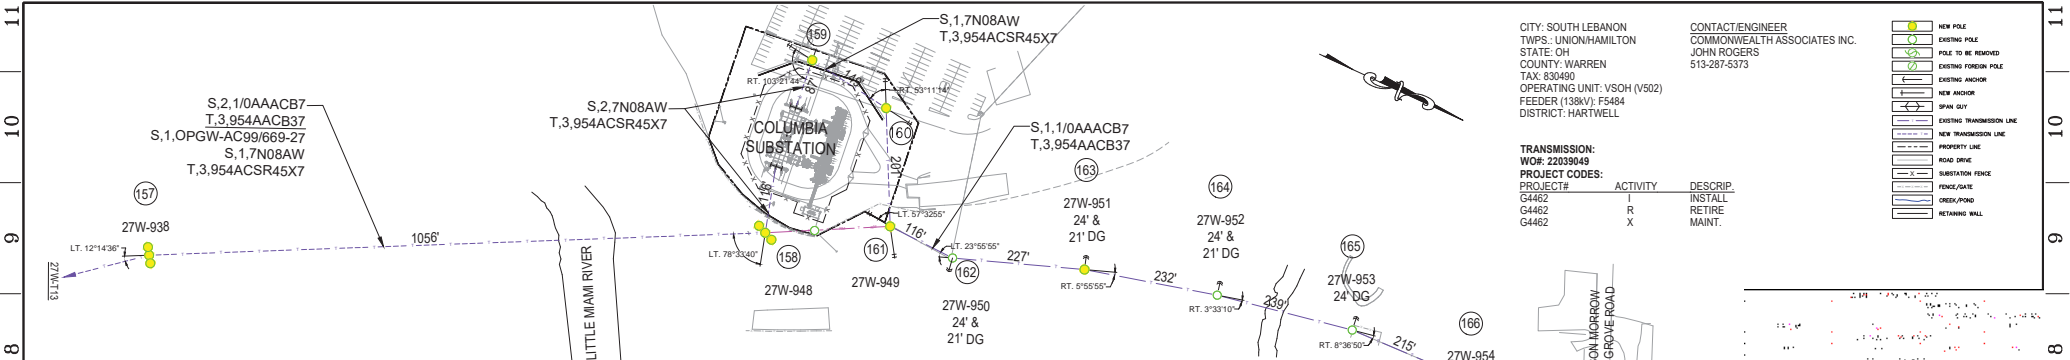 11
10
9
8
S,2,1/0AAACB7
T,3,954AACB37
S,1,OPGW-AC99/669-27
S,1,7N08AW
T,3,954ACSR45X7
157
27W-938
LT. 12°14'36"
27W-T13
1056'
LITTLE MIAMI RIVER
S,2,7N08AW
T,3,954ACSR45X7
159
S,1,7N08AW
T,3,954ACSR45X7
RT. 103°21'44"
87'
149'
RT. 53°11'14"
160
COLUMBIA
SUBSTATION
116'
201'
LT. 78°33'40"
158
27W-948
LT. 57°32'55"
161
27W-949
116'
S,1,1/0AAACB7
T,3,954AACB37
LT. 23°55'55"
162
27W-950
24' &
21' DG
227'
163
27W-951
24' &
21' DG
RT. 5°55'55"
232'
164
27W-952
24' &
21' DG
RT. 3°33'10"
239'
165
27W-953
24' DG
RT. 8°36'50"
215'
166
27W-954
ON-MORROW
GROVE ROAD
CITY: SOUTH LEBANON
TWPS.: UNION/HAMILTON
STATE: OH
COUNTY: WARREN
TAX: 830490
OPERATING UNIT: VSOH (V502)
FEEDER (138kV): F5484
DISTRICT: HARTWELL
CONTACT/ENGINEER
COMMONWEALTH ASSOCIATES INC.
JOHN ROGERS
513-287-5373
TRANSMISSION:
WO#: 22039049
PROJECT CODES:
PROJECT# ACTIVITY DESCRIP.
G4462 I INSTALL
G4462 R RETIRE
G4462 X MAINT.
NEW POLE
EXISTING POLE
POLE TO BE REMOVED
EXISTING FOREIGN POLE
EXISTING ANCHOR
NEW ANCHOR
SPAN GUY
EXISTING TRANSMISSION LINE
NEW TRANSMISSION LINE
PROPERTY LINE
ROAD DRIVE
X SUBSTATION FENCE
FENCE/GATE
CREEK/POND
RETAINING WALL
11
10
9
8